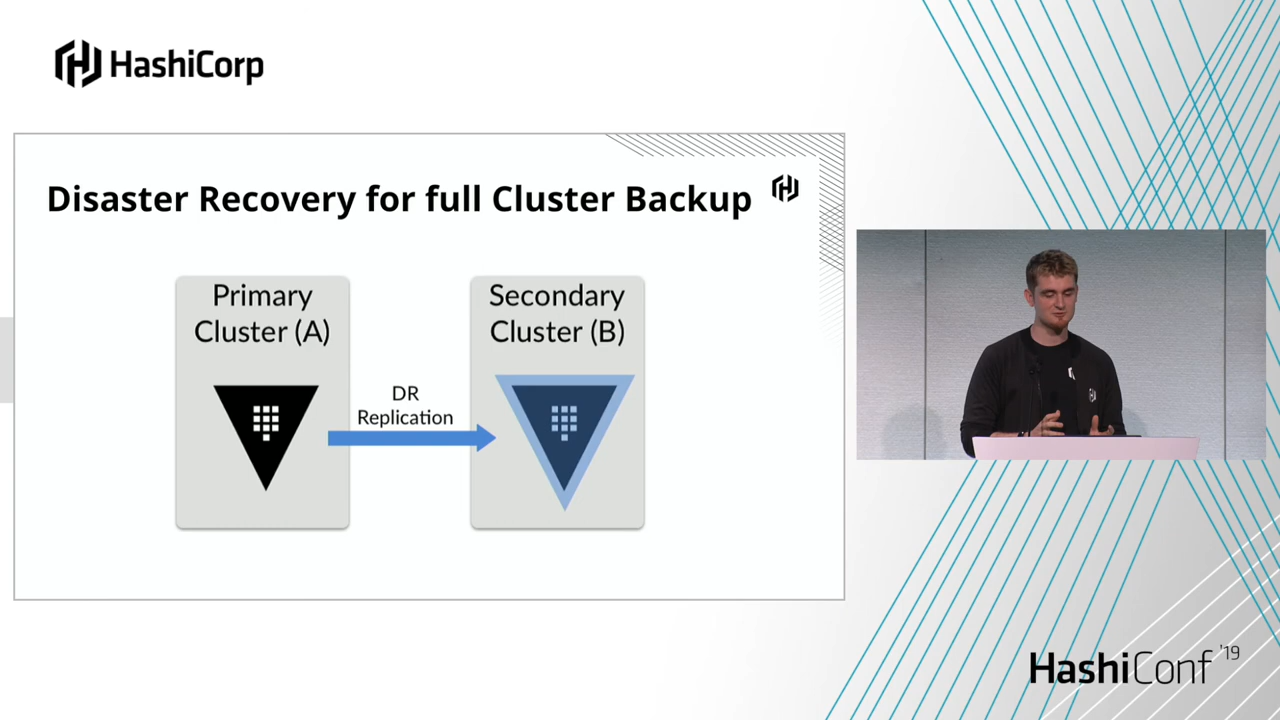 HashiCorp
Disaster Recovery for full Cluster Backup
Primary
Cluster (A)
Secondary
Cluster (B)
DR
Replication
HashiConf '19